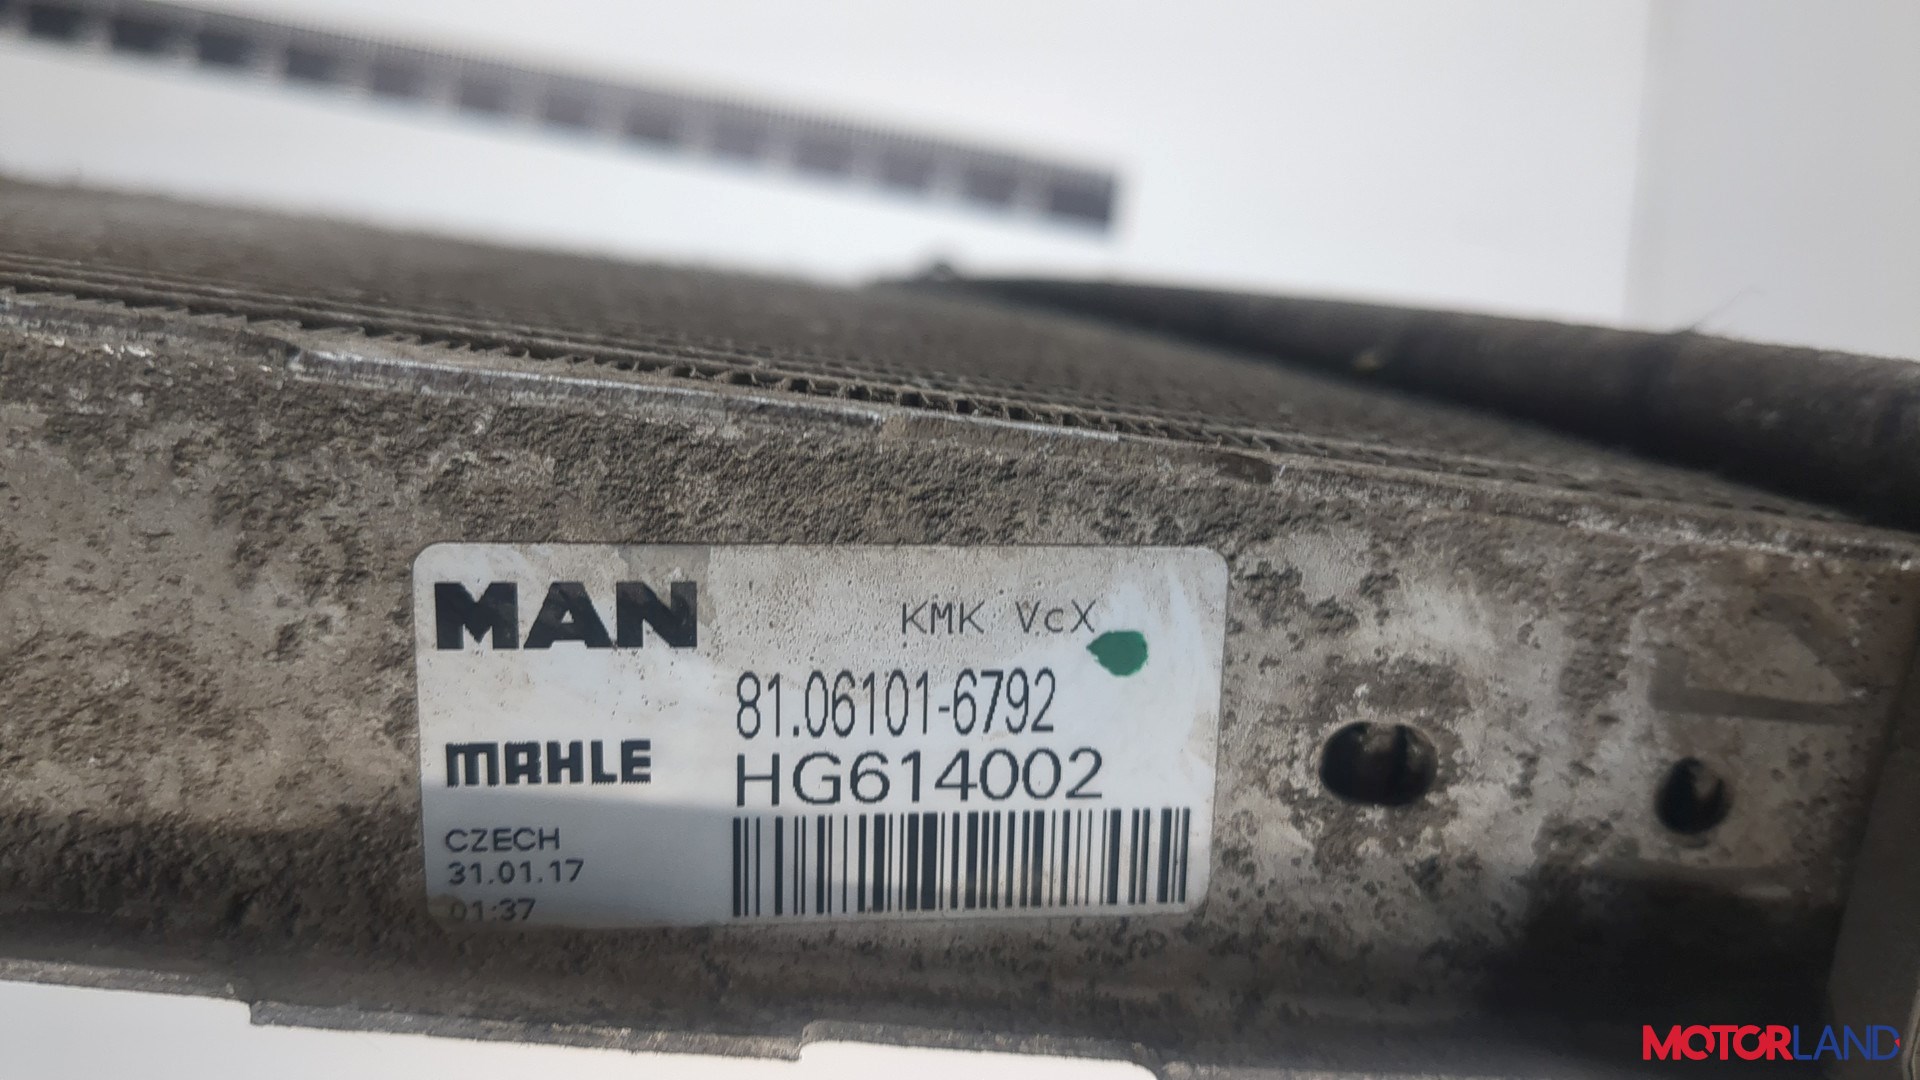 MAN
KMK VcX
81.06101-6792
MAHLE
HG614002
CZECH
31.01.17
01:37
MOTORLAND